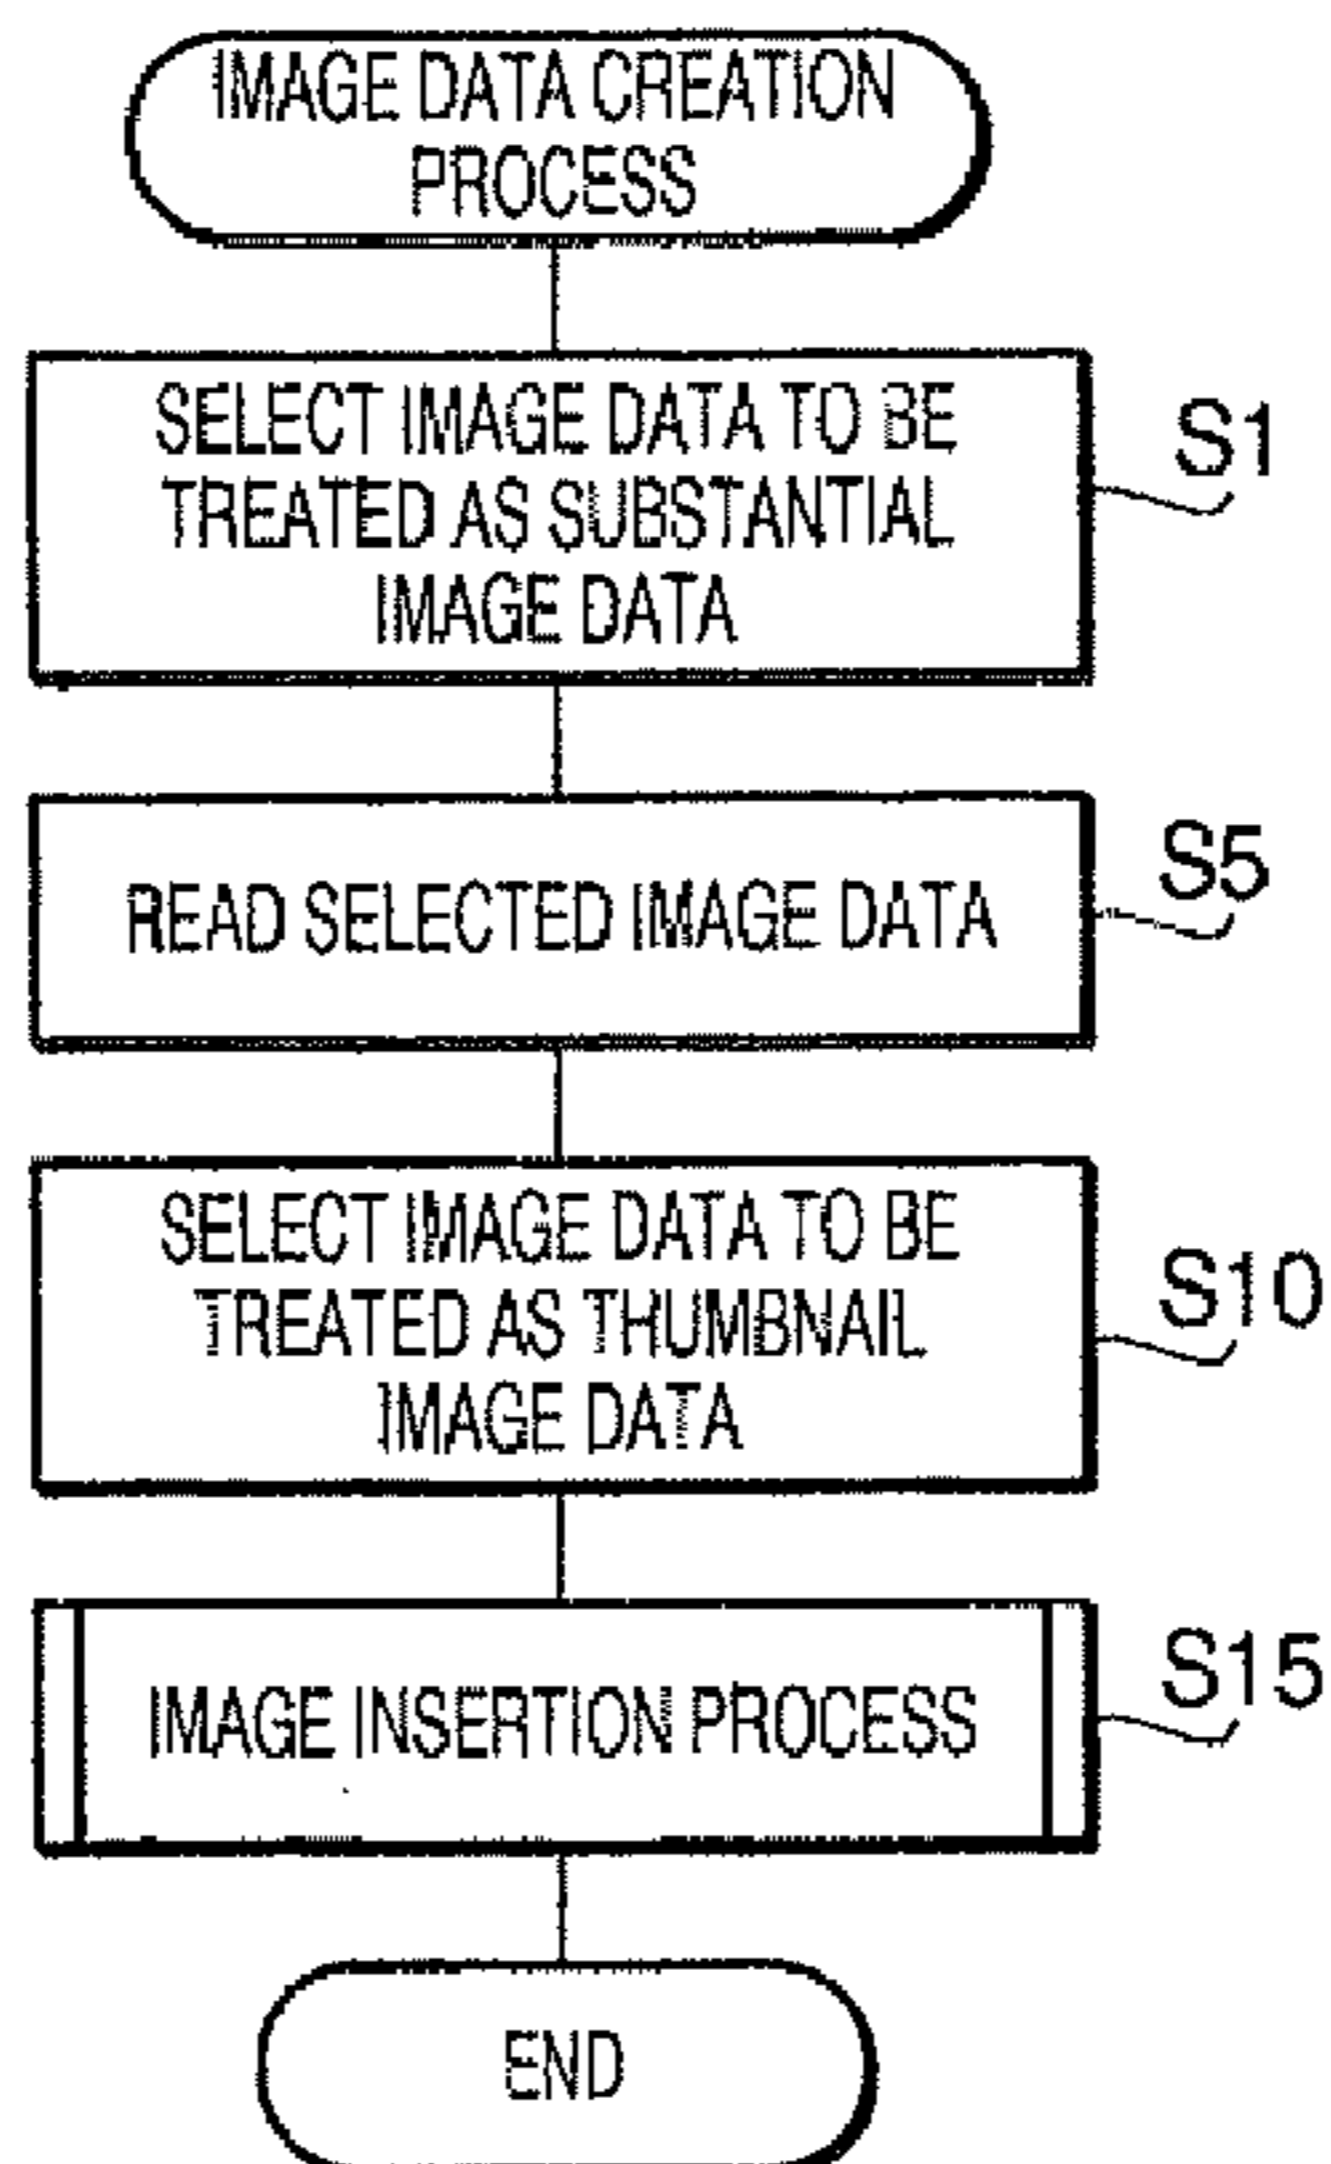 IMAGE DATA CREATION
PROCESS
SELECT IMAGE DATA TO BE
TREATED AS SUBSTANTIAL
IMAGE DATA
S1
READ SELECTED IMAGE DATA
S5
SELECT IMAGE DATA TO BE
TREATED AS THUMBNAIL
IMAGE DATA
S10
IMAGE INSERTION PROCESS
S15
END